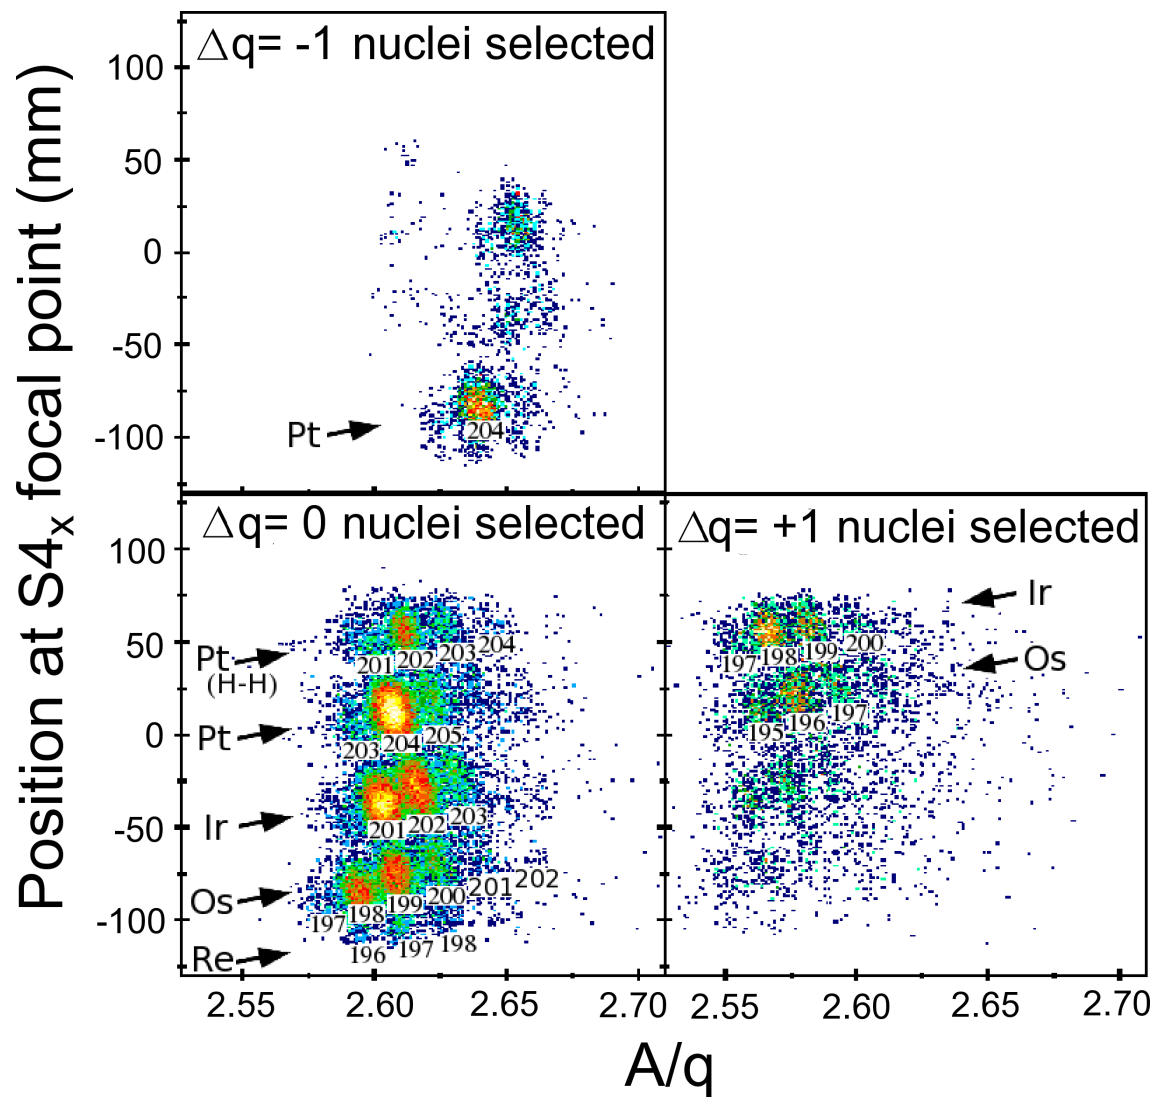 Position at S4x focal point (mm)
Δq= -1 nuclei selected
100
50
0
-50
-100
Pt
204
Δq= 0 nuclei selected
100
50
0
-50
-100
Pt
(H-H)
201 202 203 204
Pt
203 204 205
Ir
201 202 203
Os
197 198 199 200 201 202
Re
196 197 198
2.55 2.60 2.65 2.70
Δq= +1 nuclei selected
Ir
197 198 199 200
Os
195 196 197
2.55 2.60 2.65 2.70
A/q